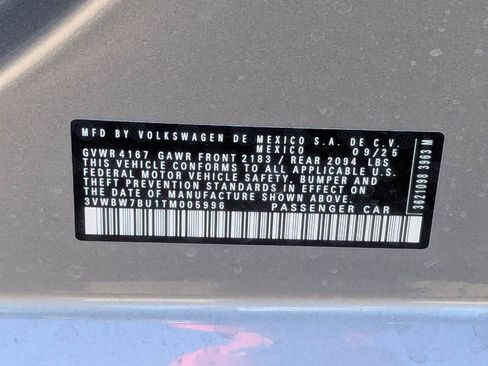 MFD BY VOLKSWAGEN DE MEXICO S.A. DE C.V.
MEXICO 09/25
GVWR 4167 GAWR FRONT 2183 / REAR 2094 LBS
THIS VEHICLE CONFORMS TO ALL APPLICABLE U.S.
FEDERAL MOTOR VEHICLE SAFETY, BUMPER AND
THEFT PREVENTION STANDARDS IN EFFECT ON
THE DATE OF MANUFACTURE SHOWN ABOVE.
3VWBW7BU1TM005996 PASSENGER CAR
3621088 3963 M